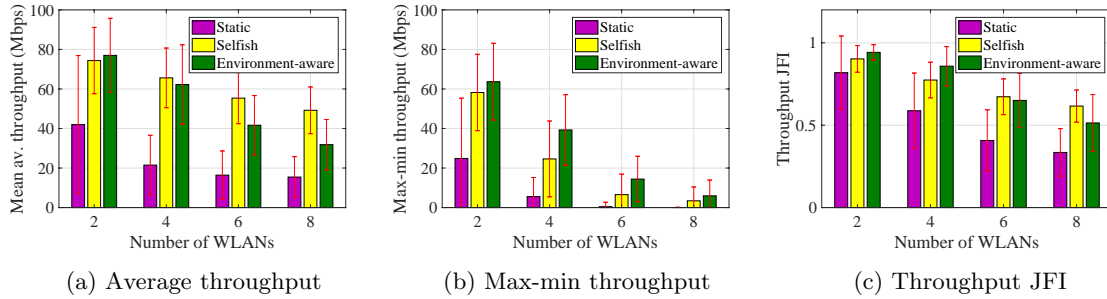 Mean av. throughput (Mbps)
100
80
60
40
20
0
Static
Selfish
Environment-aware
2 4 6 8
Number of WLANs
(a) Average throughput
Max-min throughput (Mbps)
100
80
60
40
20
0
Static
Selfish
Environment-aware
2 4 6 8
Number of WLANs
(b) Max-min throughput
Throughput JFI
1
0.5
0
Static
Selfish
Environment-aware
2 4 6 8
Number of WLANs
(c) Throughput JFI